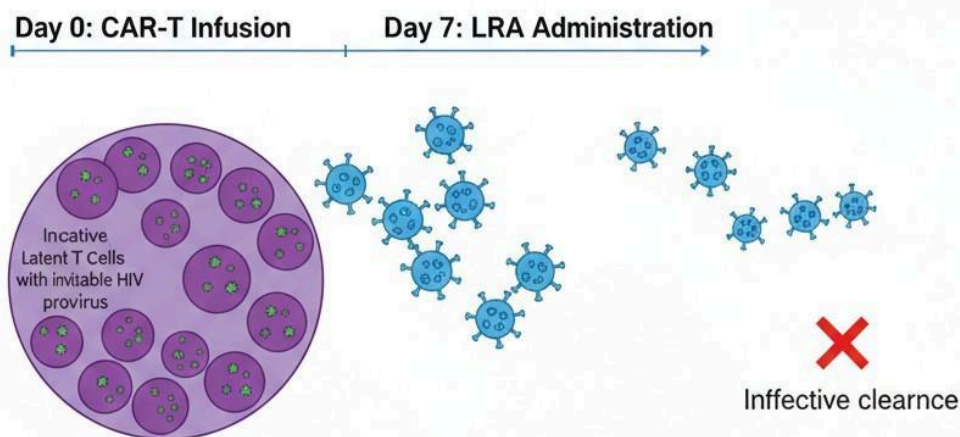 Day 0: CAR-T Infusion
Day 7: LRA Administration
Incative
Latent T Cells
with invitable HIV
provirus
Inffective clearnce